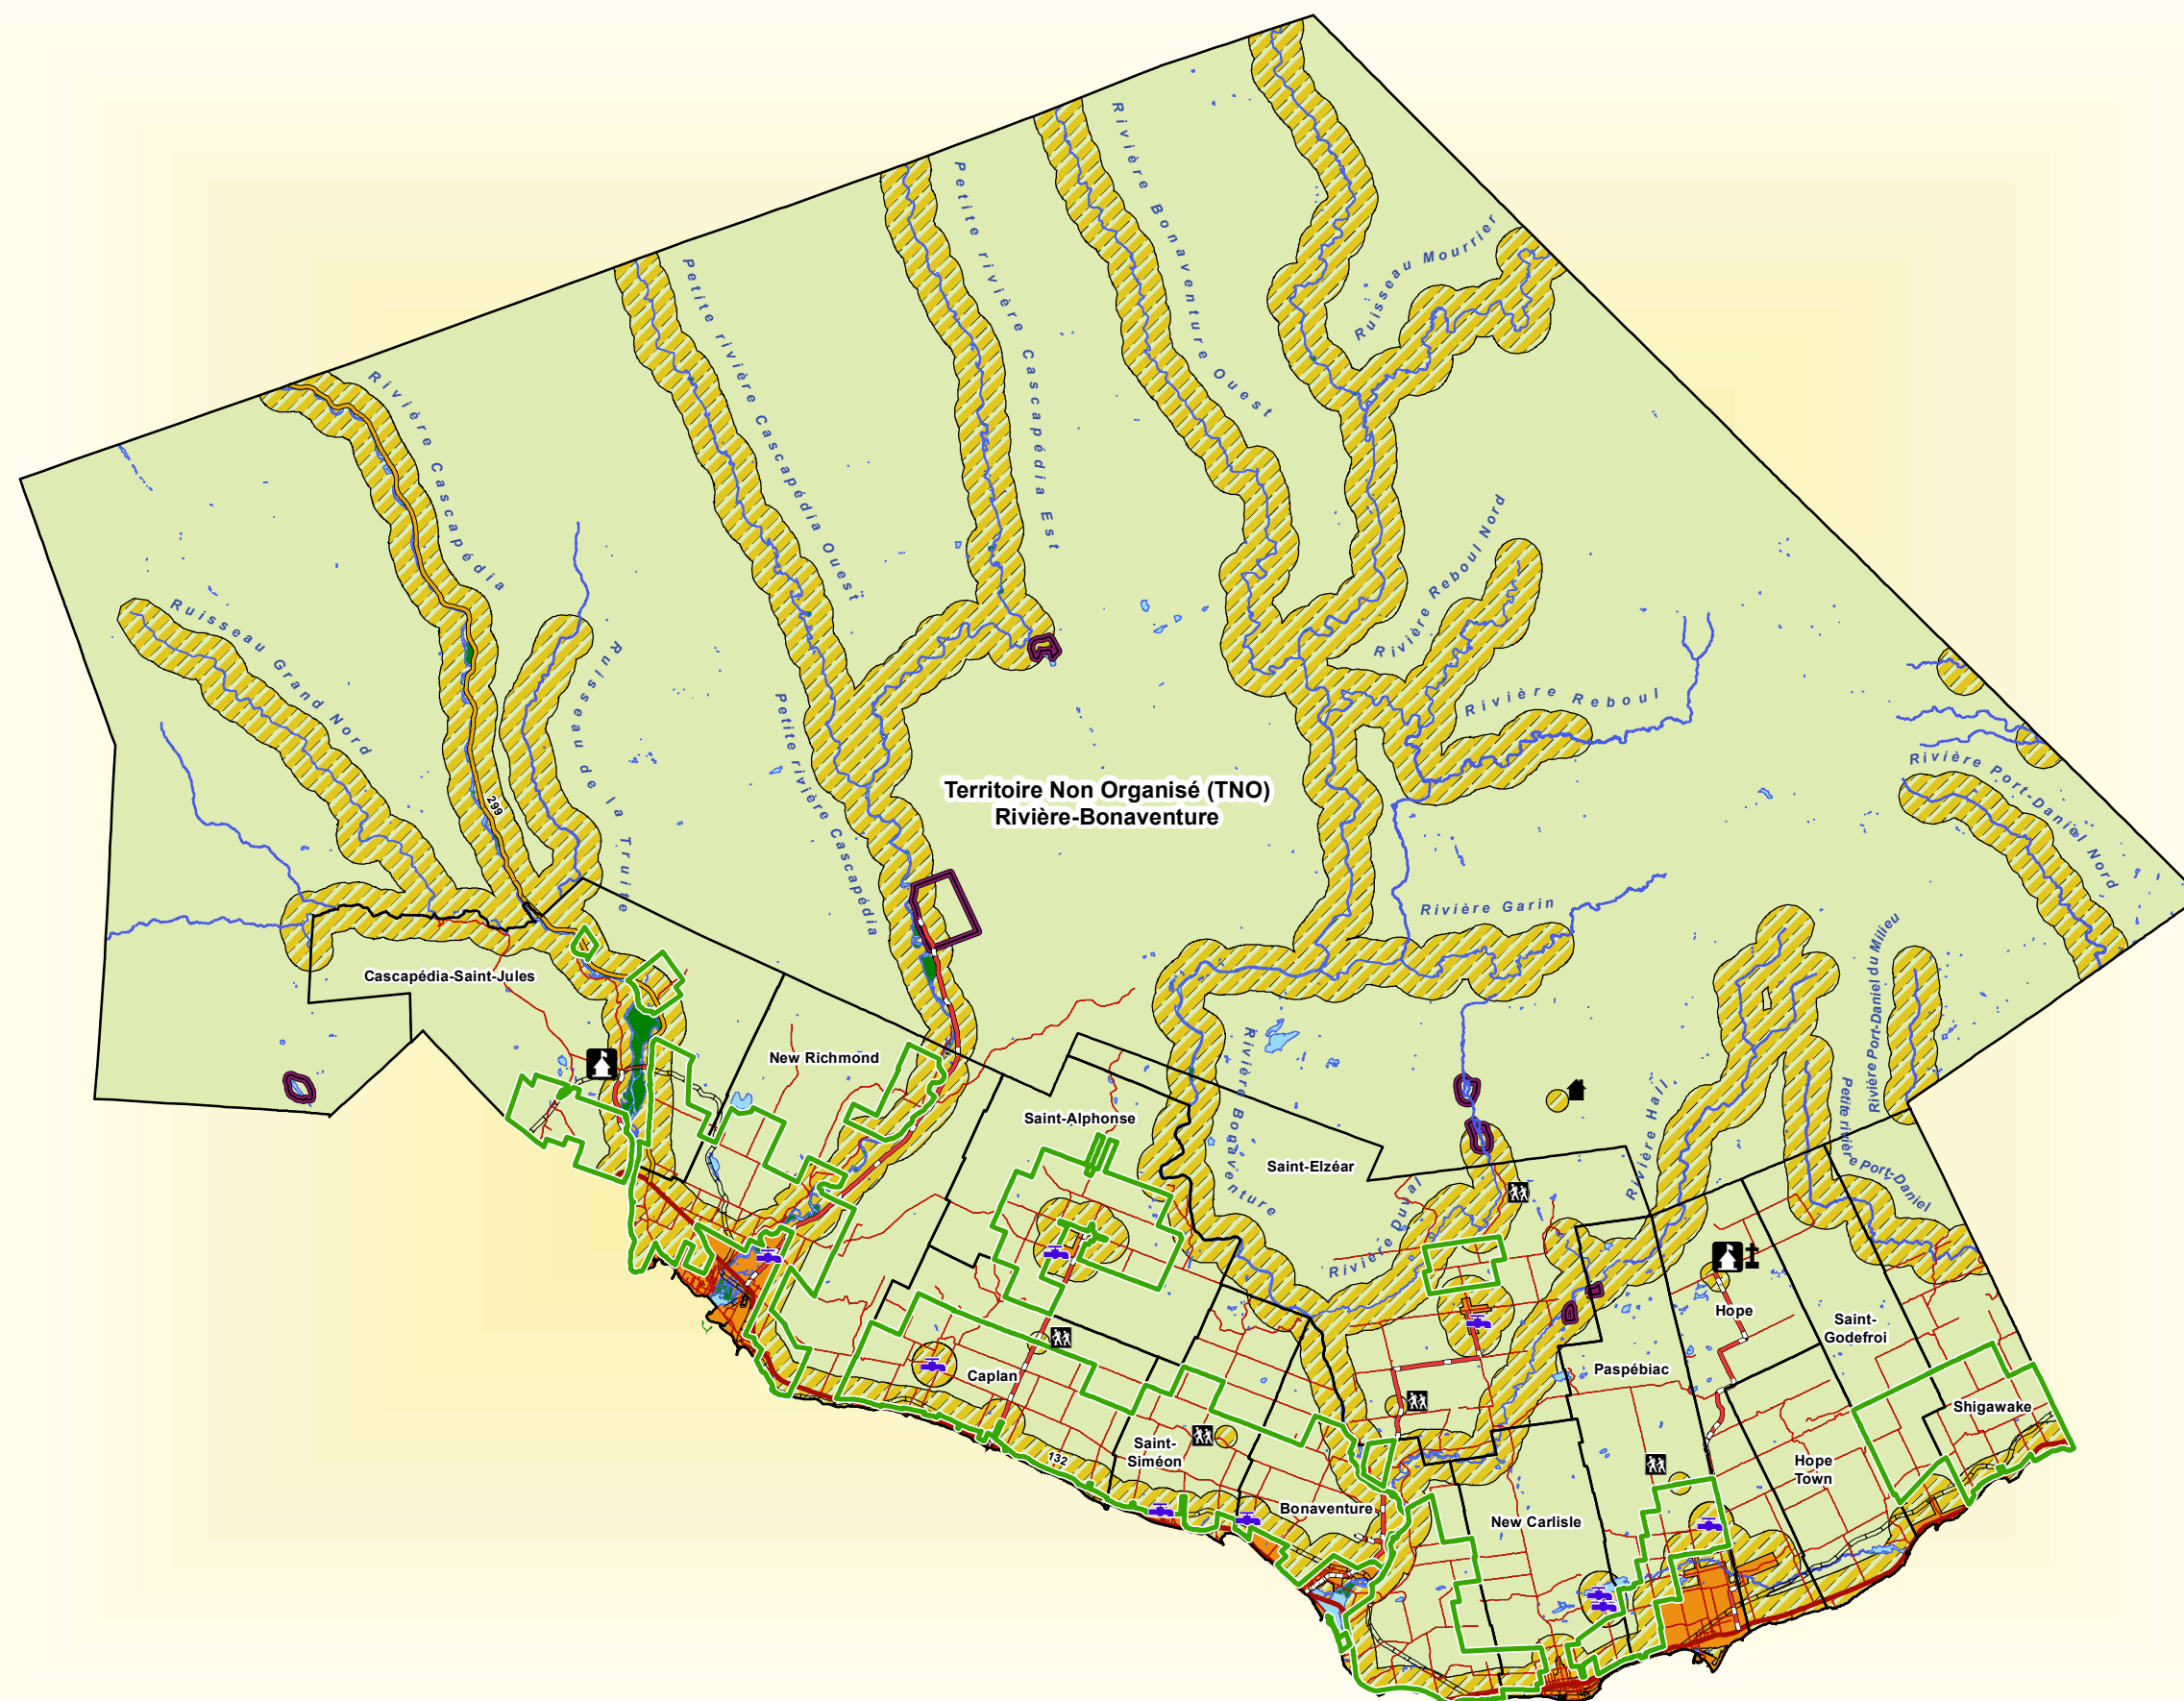 Rivière Bonaventure Ouest
Petite rivière Cascapédia Est
Ruisseau Mourrier
Petite rivière Cascapédia Ouest
Rivière Cascapédia
Rivière Reboul Nord
Ruisseau Grand Nord
Ruisseau de la Truite
Rivière Reboul
Petite rivière Cascapédia
Rivière Port-Daniel Nord
299
Territoire Non Organisé (TNO)
Rivière-Bonaventure
Rivière Garin
Rivière Port-Daniel du Milieu
Cascapédia-Saint-Jules
New Richmond
Rivière Bonaventure
Saint-Alphonse
Saint-Elzéar
Rivière Hall
Petite rivière Port-Daniel
Rivière Duval
Hope
Saint-
Godefroi
Paspébiac
Caplan
Shigawake
Saint-
Siméon
132
Hope
Town
Bonaventure
New Carlisle